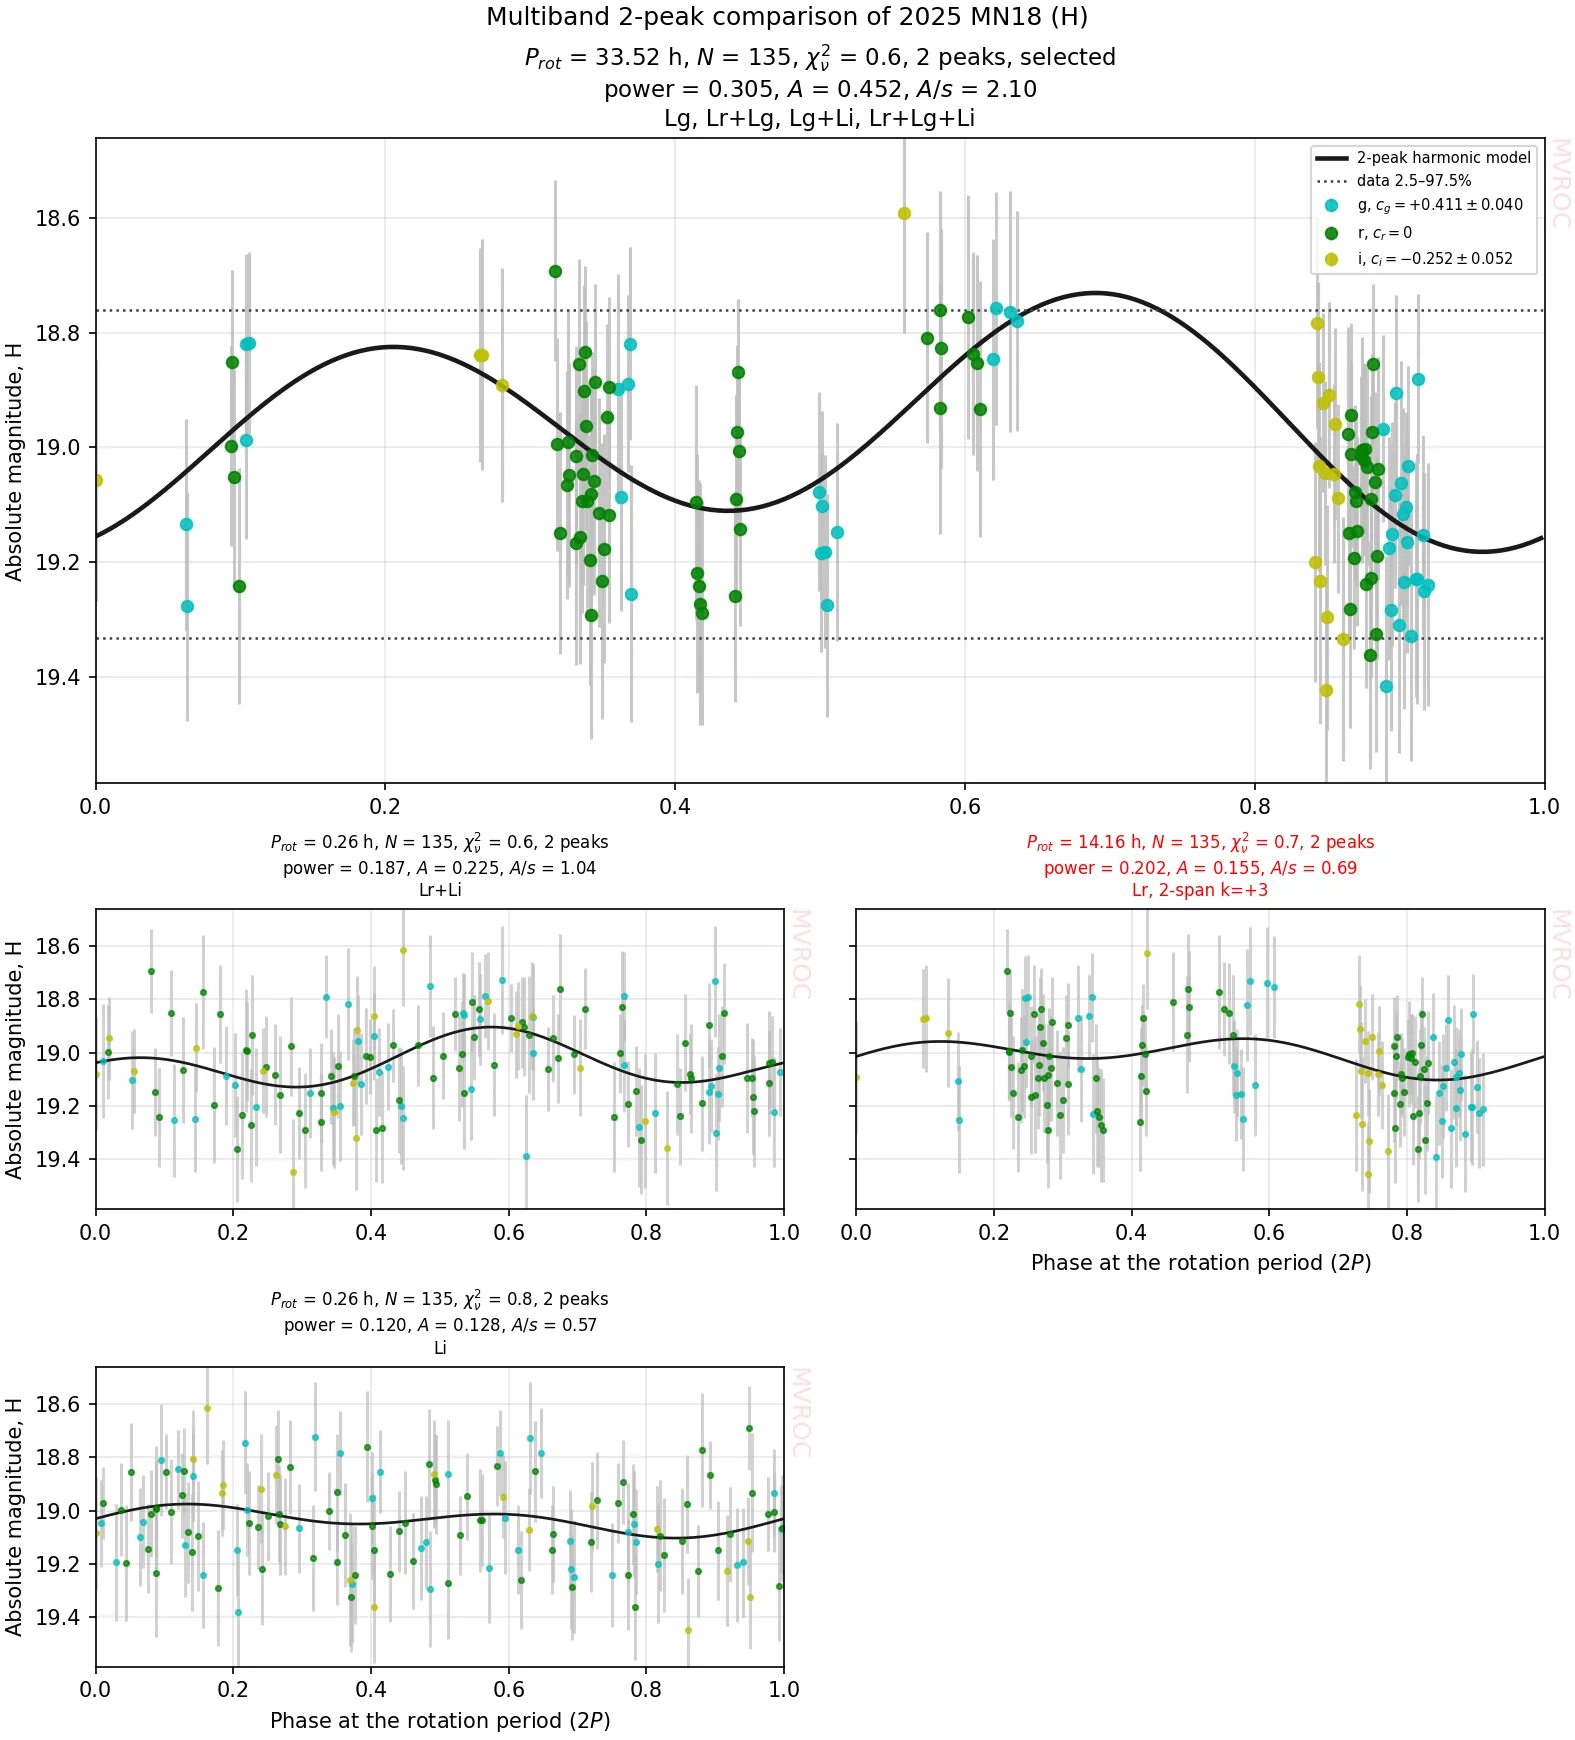 Multiband 2-peak comparison of 2025 MN18 (H)
P_rot = 33.52 h, N = 135, χ²_ν = 0.6, 2 peaks, selected
power = 0.305, A = 0.452, A/s = 2.10
Lg, Lr+Lg, Lg+Li, Lr+Lg+Li
MVROC
2-peak harmonic model
data 2.5–97.5%
g, c_g = +0.411 ± 0.040
r, c_r = 0
i, c_i = −0.252 ± 0.052
Absolute magnitude, H
18.6
18.8
19.0
19.2
19.4
0.0 0.2 0.4 0.6 0.8 1.0
P_rot = 0.26 h, N = 135, χ²_ν = 0.6, 2 peaks
power = 0.187, A = 0.225, A/s = 1.04
Lr+Li
MVROC
Absolute magnitude, H
18.6
18.8
19.0
19.2
19.4
0.0 0.2 0.4 0.6 0.8 1.0
P_rot = 14.16 h, N = 135, χ²_ν = 0.7, 2 peaks
power = 0.202, A = 0.155, A/s = 0.69
Lr, 2-span k=+3
MVROC
0.0 0.2 0.4 0.6 0.8 1.0
Phase at the rotation period (2P)
P_rot = 0.26 h, N = 135, χ²_ν = 0.8, 2 peaks
power = 0.120, A = 0.128, A/s = 0.57
Li
MVROC
Absolute magnitude, H
18.6
18.8
19.0
19.2
19.4
0.0 0.2 0.4 0.6 0.8 1.0
Phase at the rotation period (2P)